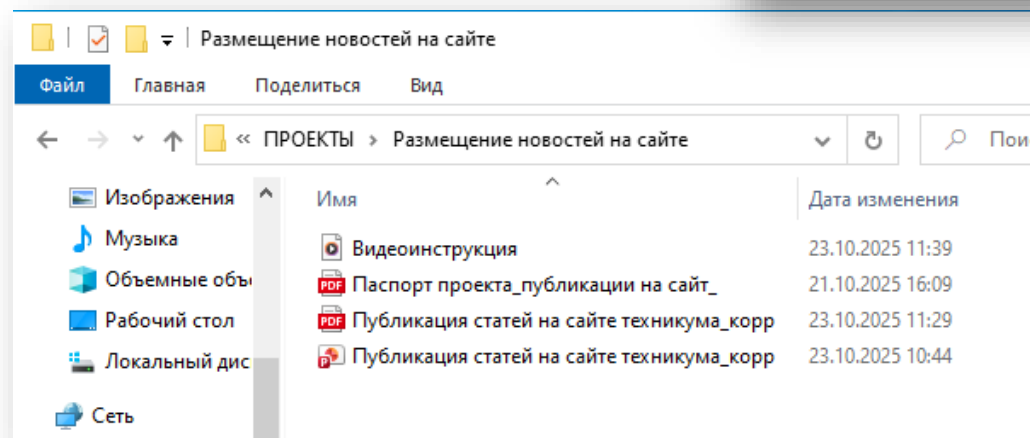 Размещение новостей на сайте
Файл Главная Поделиться Вид
« ПРОЕКТЫ › Размещение новостей на сайте
Изображения Имя Дата изменения
Музыка Видеоинструкция 23.10.2025 11:39
Объемные PDF Паспорт проекта_публикации на сайт_ 21.10.2025 16:09
Рабочий стол PDF Публикация статей на сайте техникума_корр 23.10.2025 11:29
Локальный P Публикация статей на сайте техникума_корр 23.10.2025 10:44
Сеть